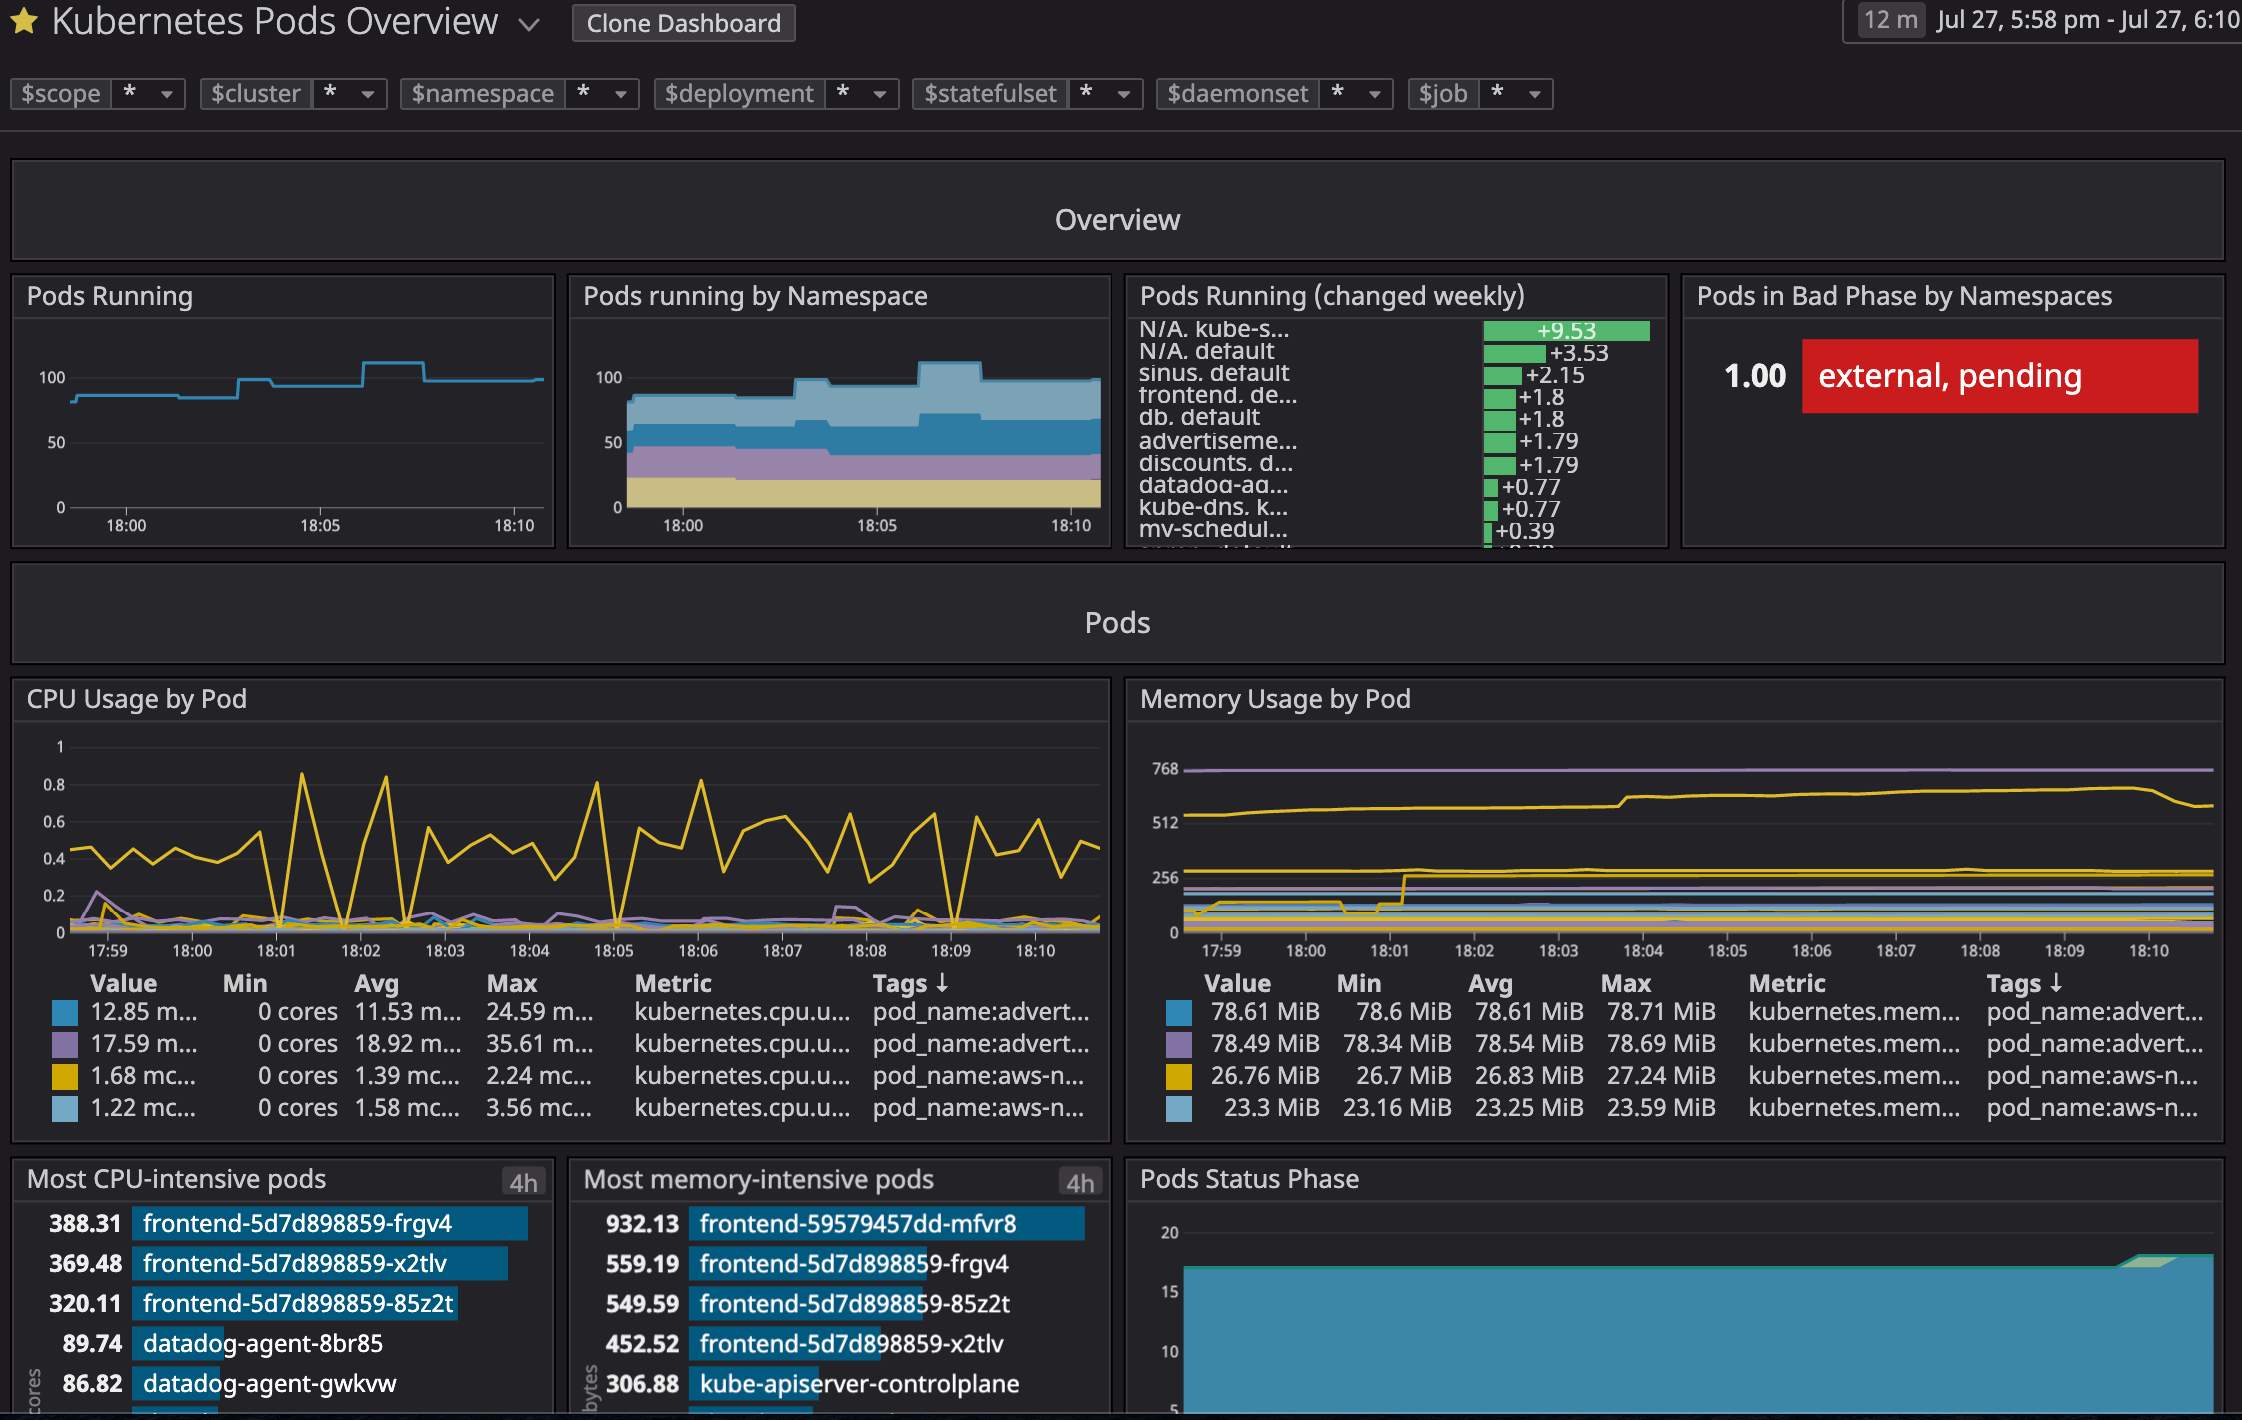 Kubernetes Pods Overview
Clone Dashboard
12 m Jul 27, 5:58 pm - Jul 27, 6:10
$scope * $cluster * $namespace * $deployment * $statefulset * $daemonset * $job *
Overview
Pods Running
100
50
0
18:00 18:05 18:10
Pods running by Namespace
100
50
0
18:00 18:05 18:10
Pods Running (changed weekly)
N/A, kube-s... +9.53
N/A, default +3.53
sinus, default +2.15
frontend, de... +1.8
db, default +1.8
advertiseme... +1.79
discounts, d... +1.79
datadog-ag... +0.77
kube-dns, k... +0.77
my-schedul... +0.39
Pods in Bad Phase by Namespaces
1.00 external, pending
Pods
CPU Usage by Pod
1
0.8
0.6
0.4
0.2
0
17:59 18:00 18:01 18:02 18:03 18:04 18:05 18:06 18:07 18:08 18:09 18:10
Value Min Avg Max Metric Tags ↓
12.85 m... 0 cores 11.53 m... 24.59 m... kubernetes.cpu.u... pod_name:advert...
17.59 m... 0 cores 18.92 m... 35.61 m... kubernetes.cpu.u... pod_name:advert...
1.68 mc... 0 cores 1.39 mc... 2.24 mc... kubernetes.cpu.u... pod_name:aws-n...
1.22 mc... 0 cores 1.58 mc... 3.56 mc... kubernetes.cpu.u... pod_name:aws-n...
Memory Usage by Pod
768
512
256
0
17:59 18:00 18:01 18:02 18:03 18:04 18:05 18:06 18:07 18:08 18:09 18:10
Value Min Avg Max Metric Tags ↓
78.61 MiB 78.6 MiB 78.61 MiB 78.71 MiB kubernetes.mem... pod_name:advert...
78.49 MiB 78.34 MiB 78.54 MiB 78.69 MiB kubernetes.mem... pod_name:advert...
26.76 MiB 26.7 MiB 26.83 MiB 27.24 MiB kubernetes.mem... pod_name:aws-n...
23.3 MiB 23.16 MiB 23.25 MiB 23.59 MiB kubernetes.mem... pod_name:aws-n...
Most CPU-intensive pods 4h
388.31 frontend-5d7d898859-frgv4
369.48 frontend-5d7d898859-x2tlv
320.11 frontend-5d7d898859-85z2t
89.74 datadog-agent-8br85
86.82 datadog-agent-gwkvw
cores
Most memory-intensive pods 4h
932.13 frontend-59579457dd-mfvr8
559.19 frontend-5d7d898859-frgv4
549.59 frontend-5d7d898859-85z2t
452.52 frontend-5d7d898859-x2tlv
306.88 kube-apiserver-controlplane
bytes
Pods Status Phase
20
15
10
5